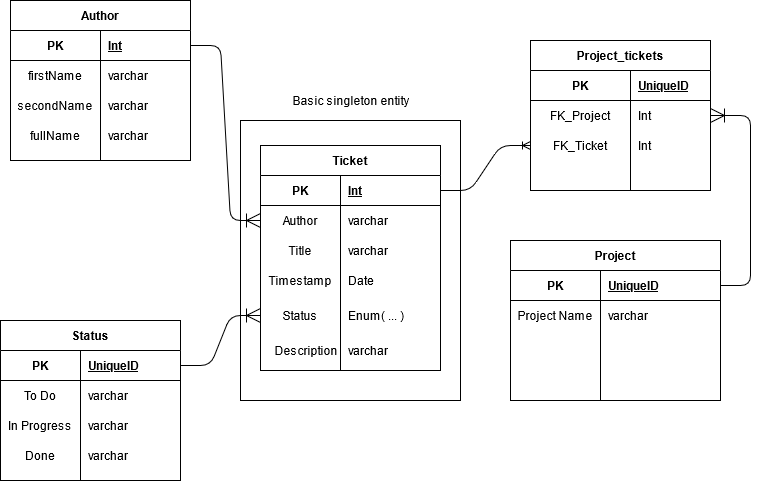 Author
PK Int
firstName varchar
secondName varchar
fullName varchar
Basic singleton entity
Ticket
PK Int
Author varchar
Title varchar
Timestamp Date
Status Enum( ... )
Description varchar
Project_tickets
PK UniqueID
FK_Project Int
FK_Ticket Int
Project
PK UniqueID
Project Name varchar
Status
PK UniqueID
To Do varchar
In Progress varchar
Done varchar